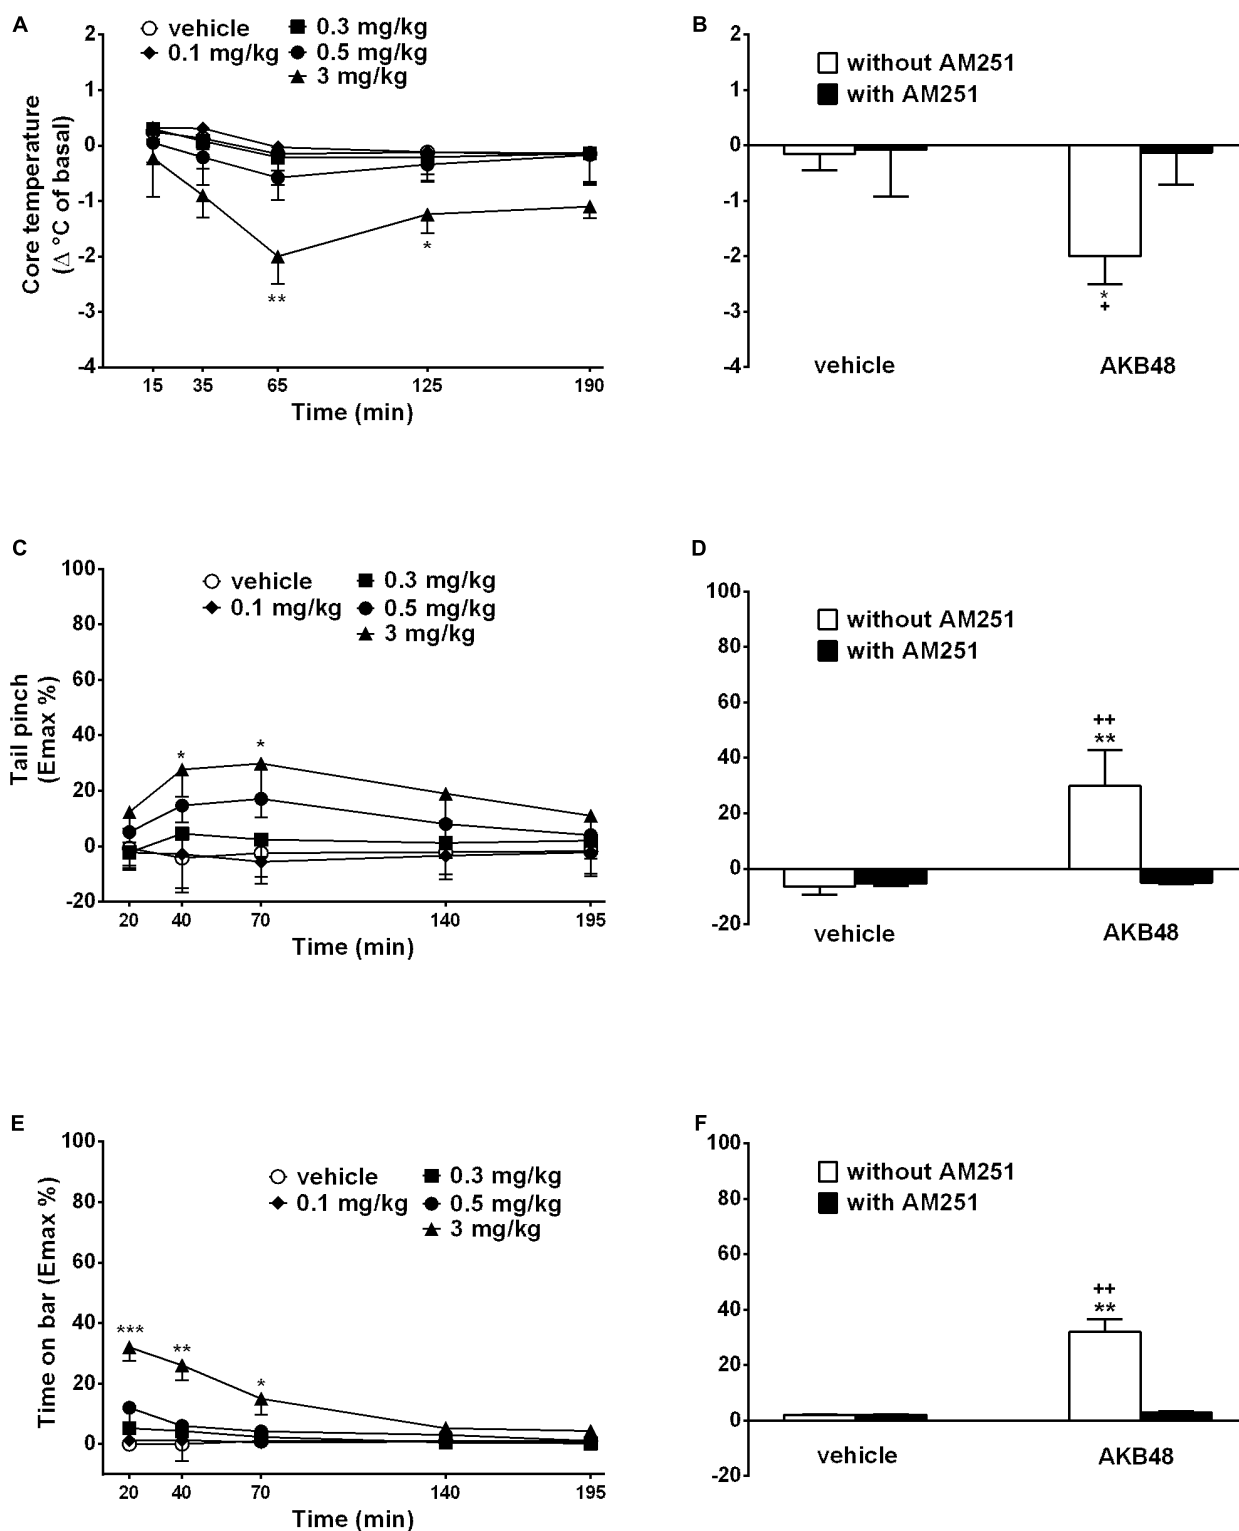 A
vehicle
0.1 mg/kg
0.3 mg/kg
0.5 mg/kg
3 mg/kg
Core temperature
(Δ °C of basal)
2
1
0
-1
-2
-3
-4
**
*
15 35 65 125 190
Time (min)
B
without AM251
with AM251
2
1
0
-1
-2
-3
-4
*
+
vehicle AKB48
C
vehicle
0.1 mg/kg
0.3 mg/kg
0.5 mg/kg
3 mg/kg
Tail pinch
(Emax %)
100
80
60
40
20
0
-20
* *
20 40 70 140 195
Time (min)
D
without AM251
with AM251
100
80
60
40
20
0
-20
++
**
vehicle AKB48
E
vehicle
0.1 mg/kg
0.3 mg/kg
0.5 mg/kg
3 mg/kg
Time on bar (Emax %)
100
80
60
40
20
0
*** ** *
20 40 70 140 195
Time (min)
F
without AM251
with AM251
100
80
60
40
20
0
-20
++
**
vehicle AKB48